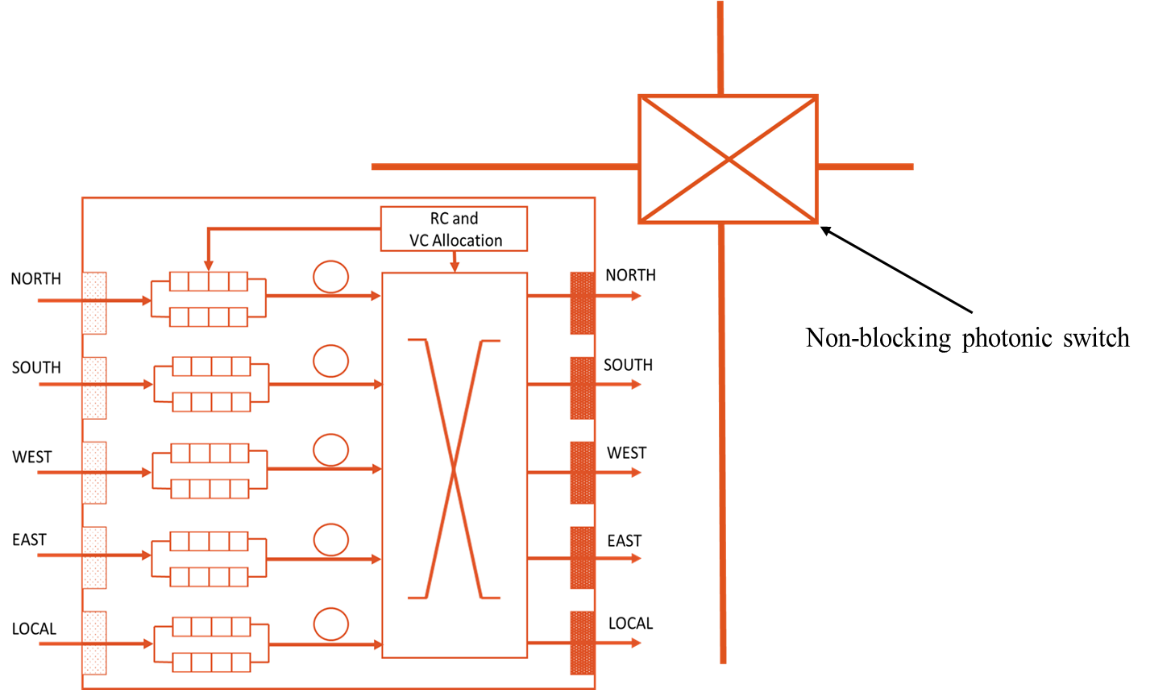 RC and
VC Allocation
NORTH
NORTH
SOUTH
SOUTH
WEST
WEST
EAST
EAST
LOCAL
LOCAL
Non-blocking photonic switch